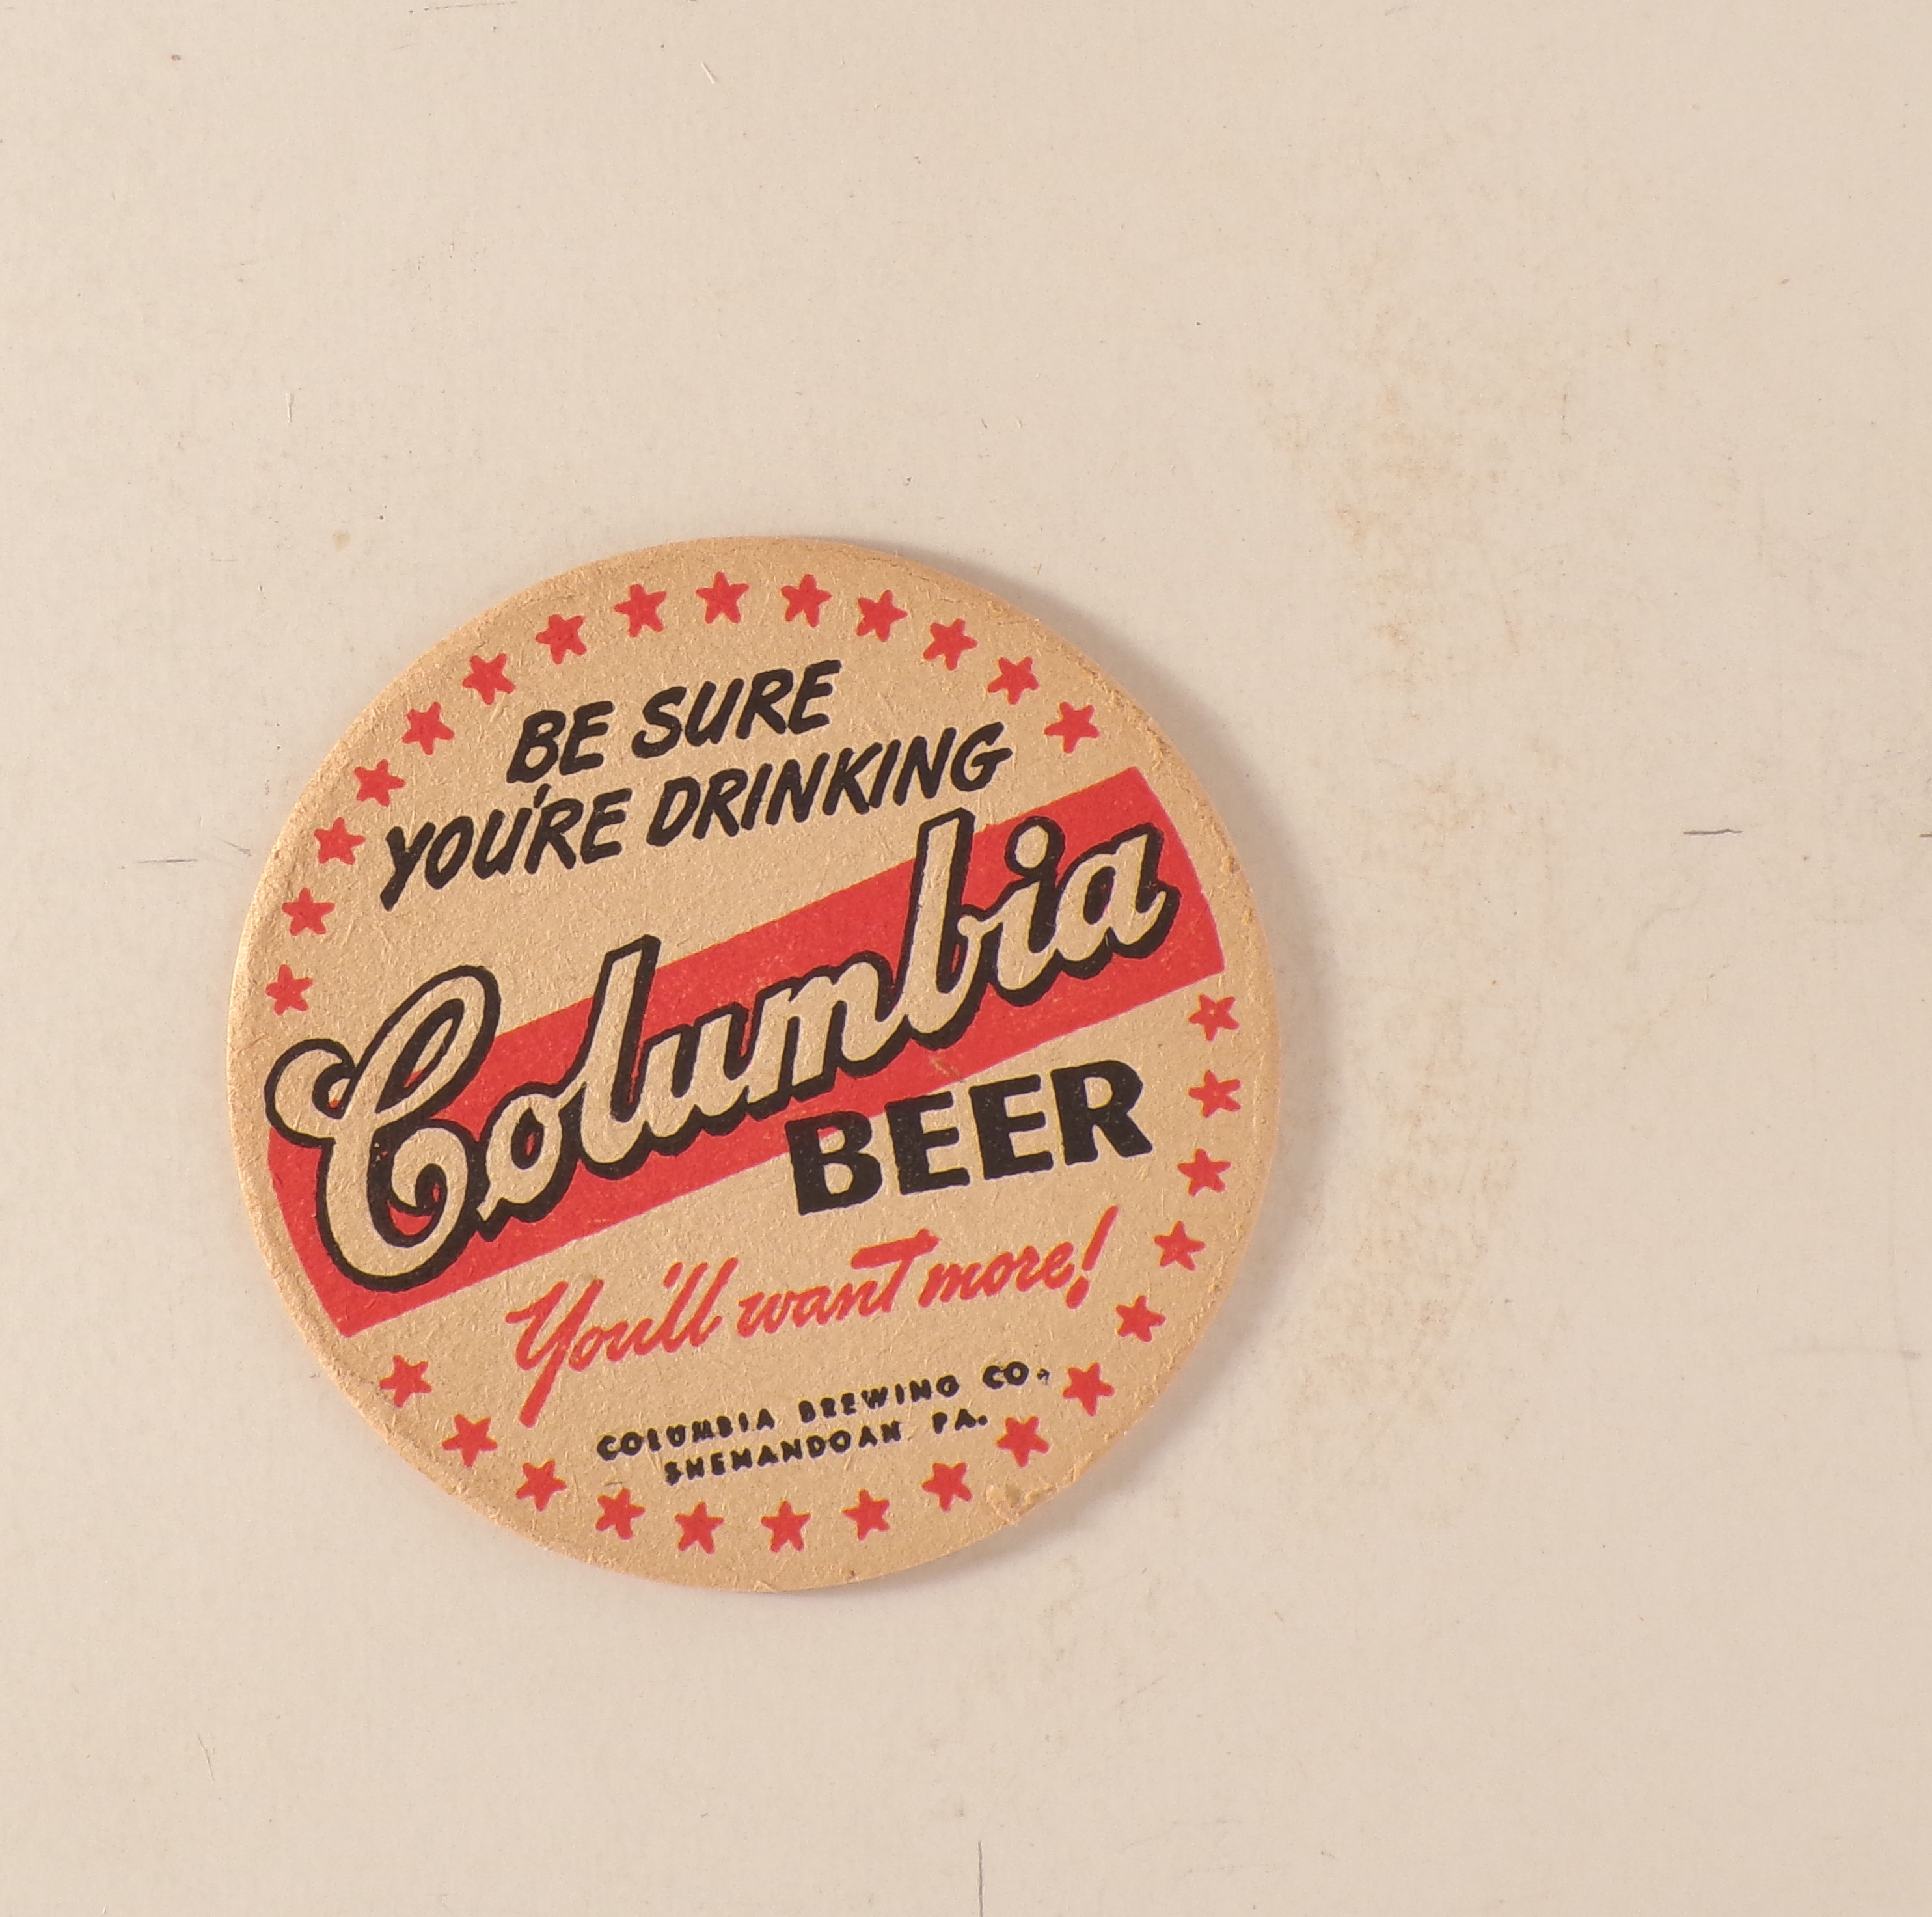 BE SURE
YOU'RE DRINKING
Columbia
BEER
You'll want more!
COLUMBIA BREWING CO.
SHENANDOAH PA.